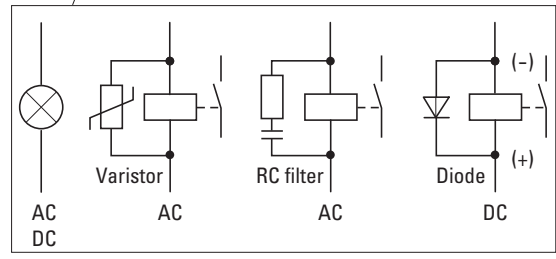 (-)
(+)
Varistor
RC filter
Diode
AC
DC
AC
AC
DC